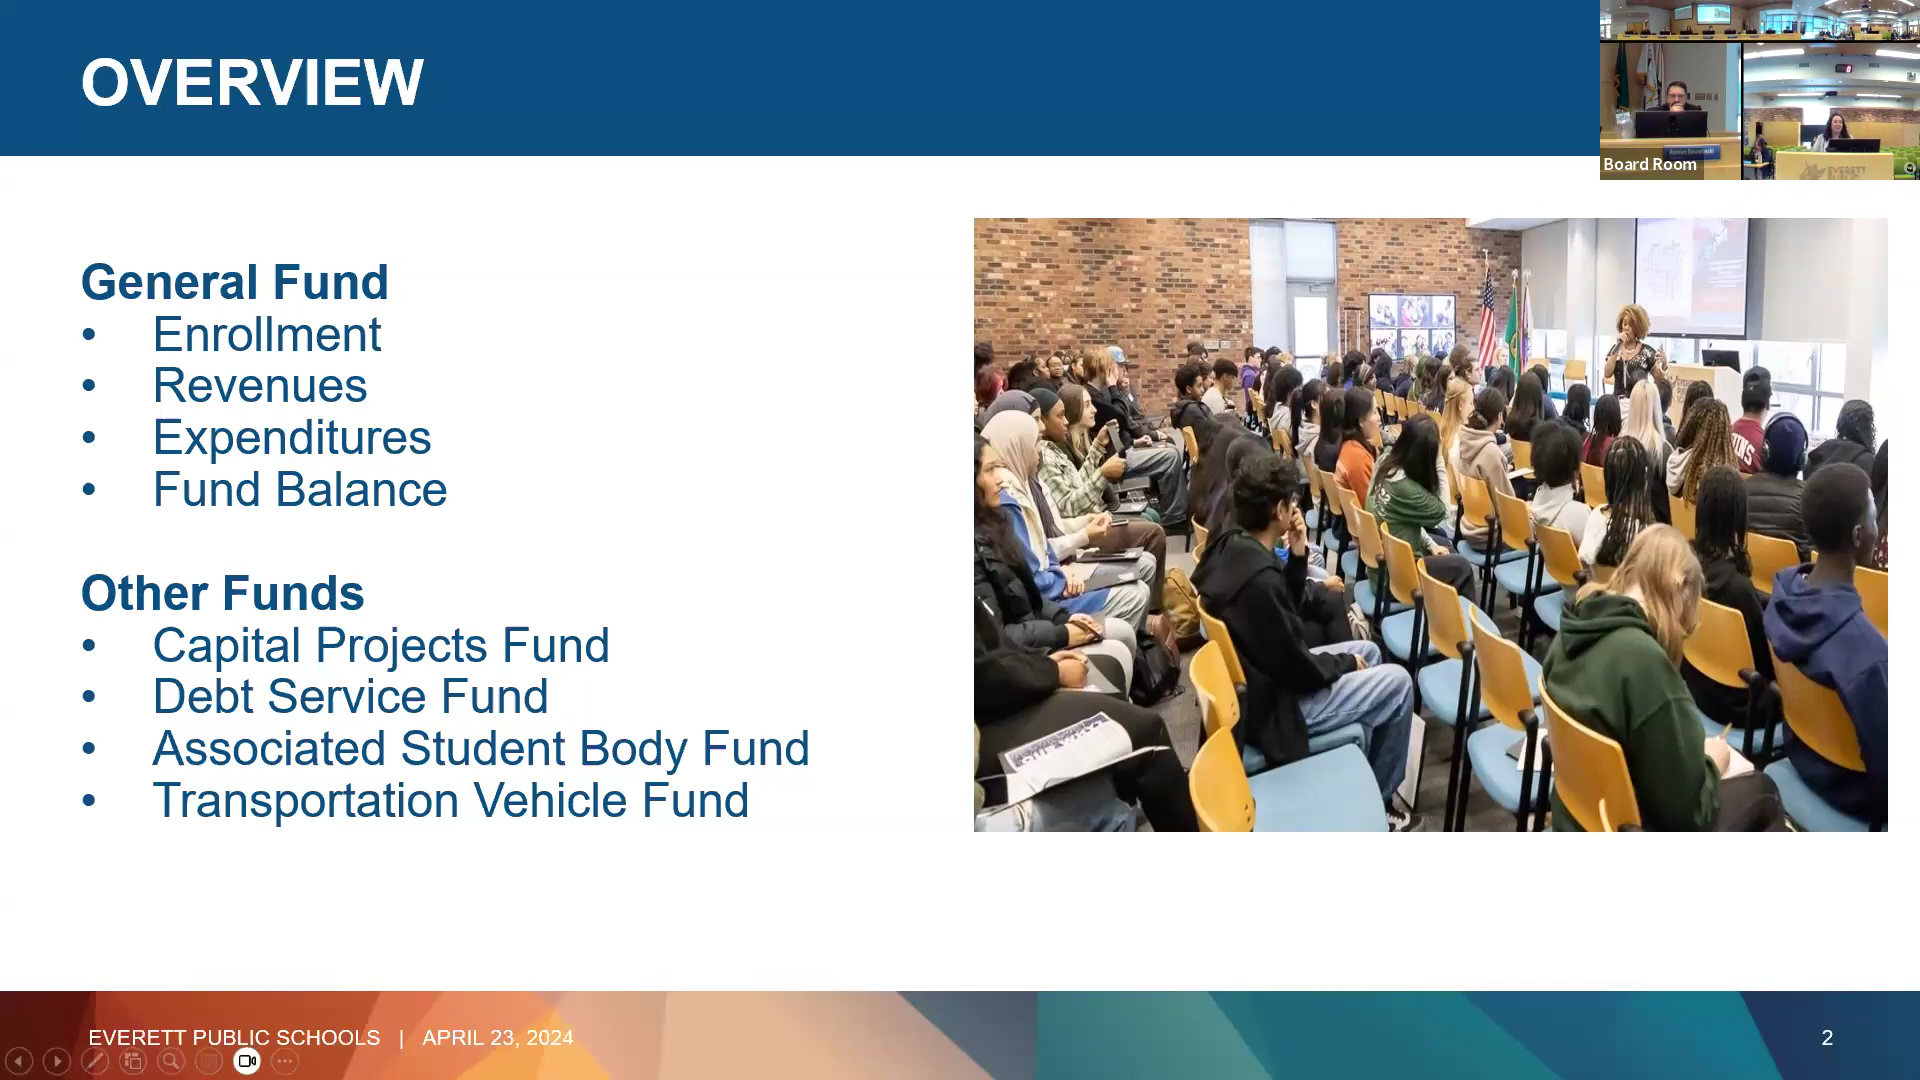 OVERVIEW
Board Room
EVERETT
General Fund
• Enrollment
• Revenues
• Expenditures
• Fund Balance
Other Funds
• Capital Projects Fund
• Debt Service Fund
• Associated Student Body Fund
• Transportation Vehicle Fund
EVERETT PUBLIC SCHOOLS | APRIL 23, 2024
2